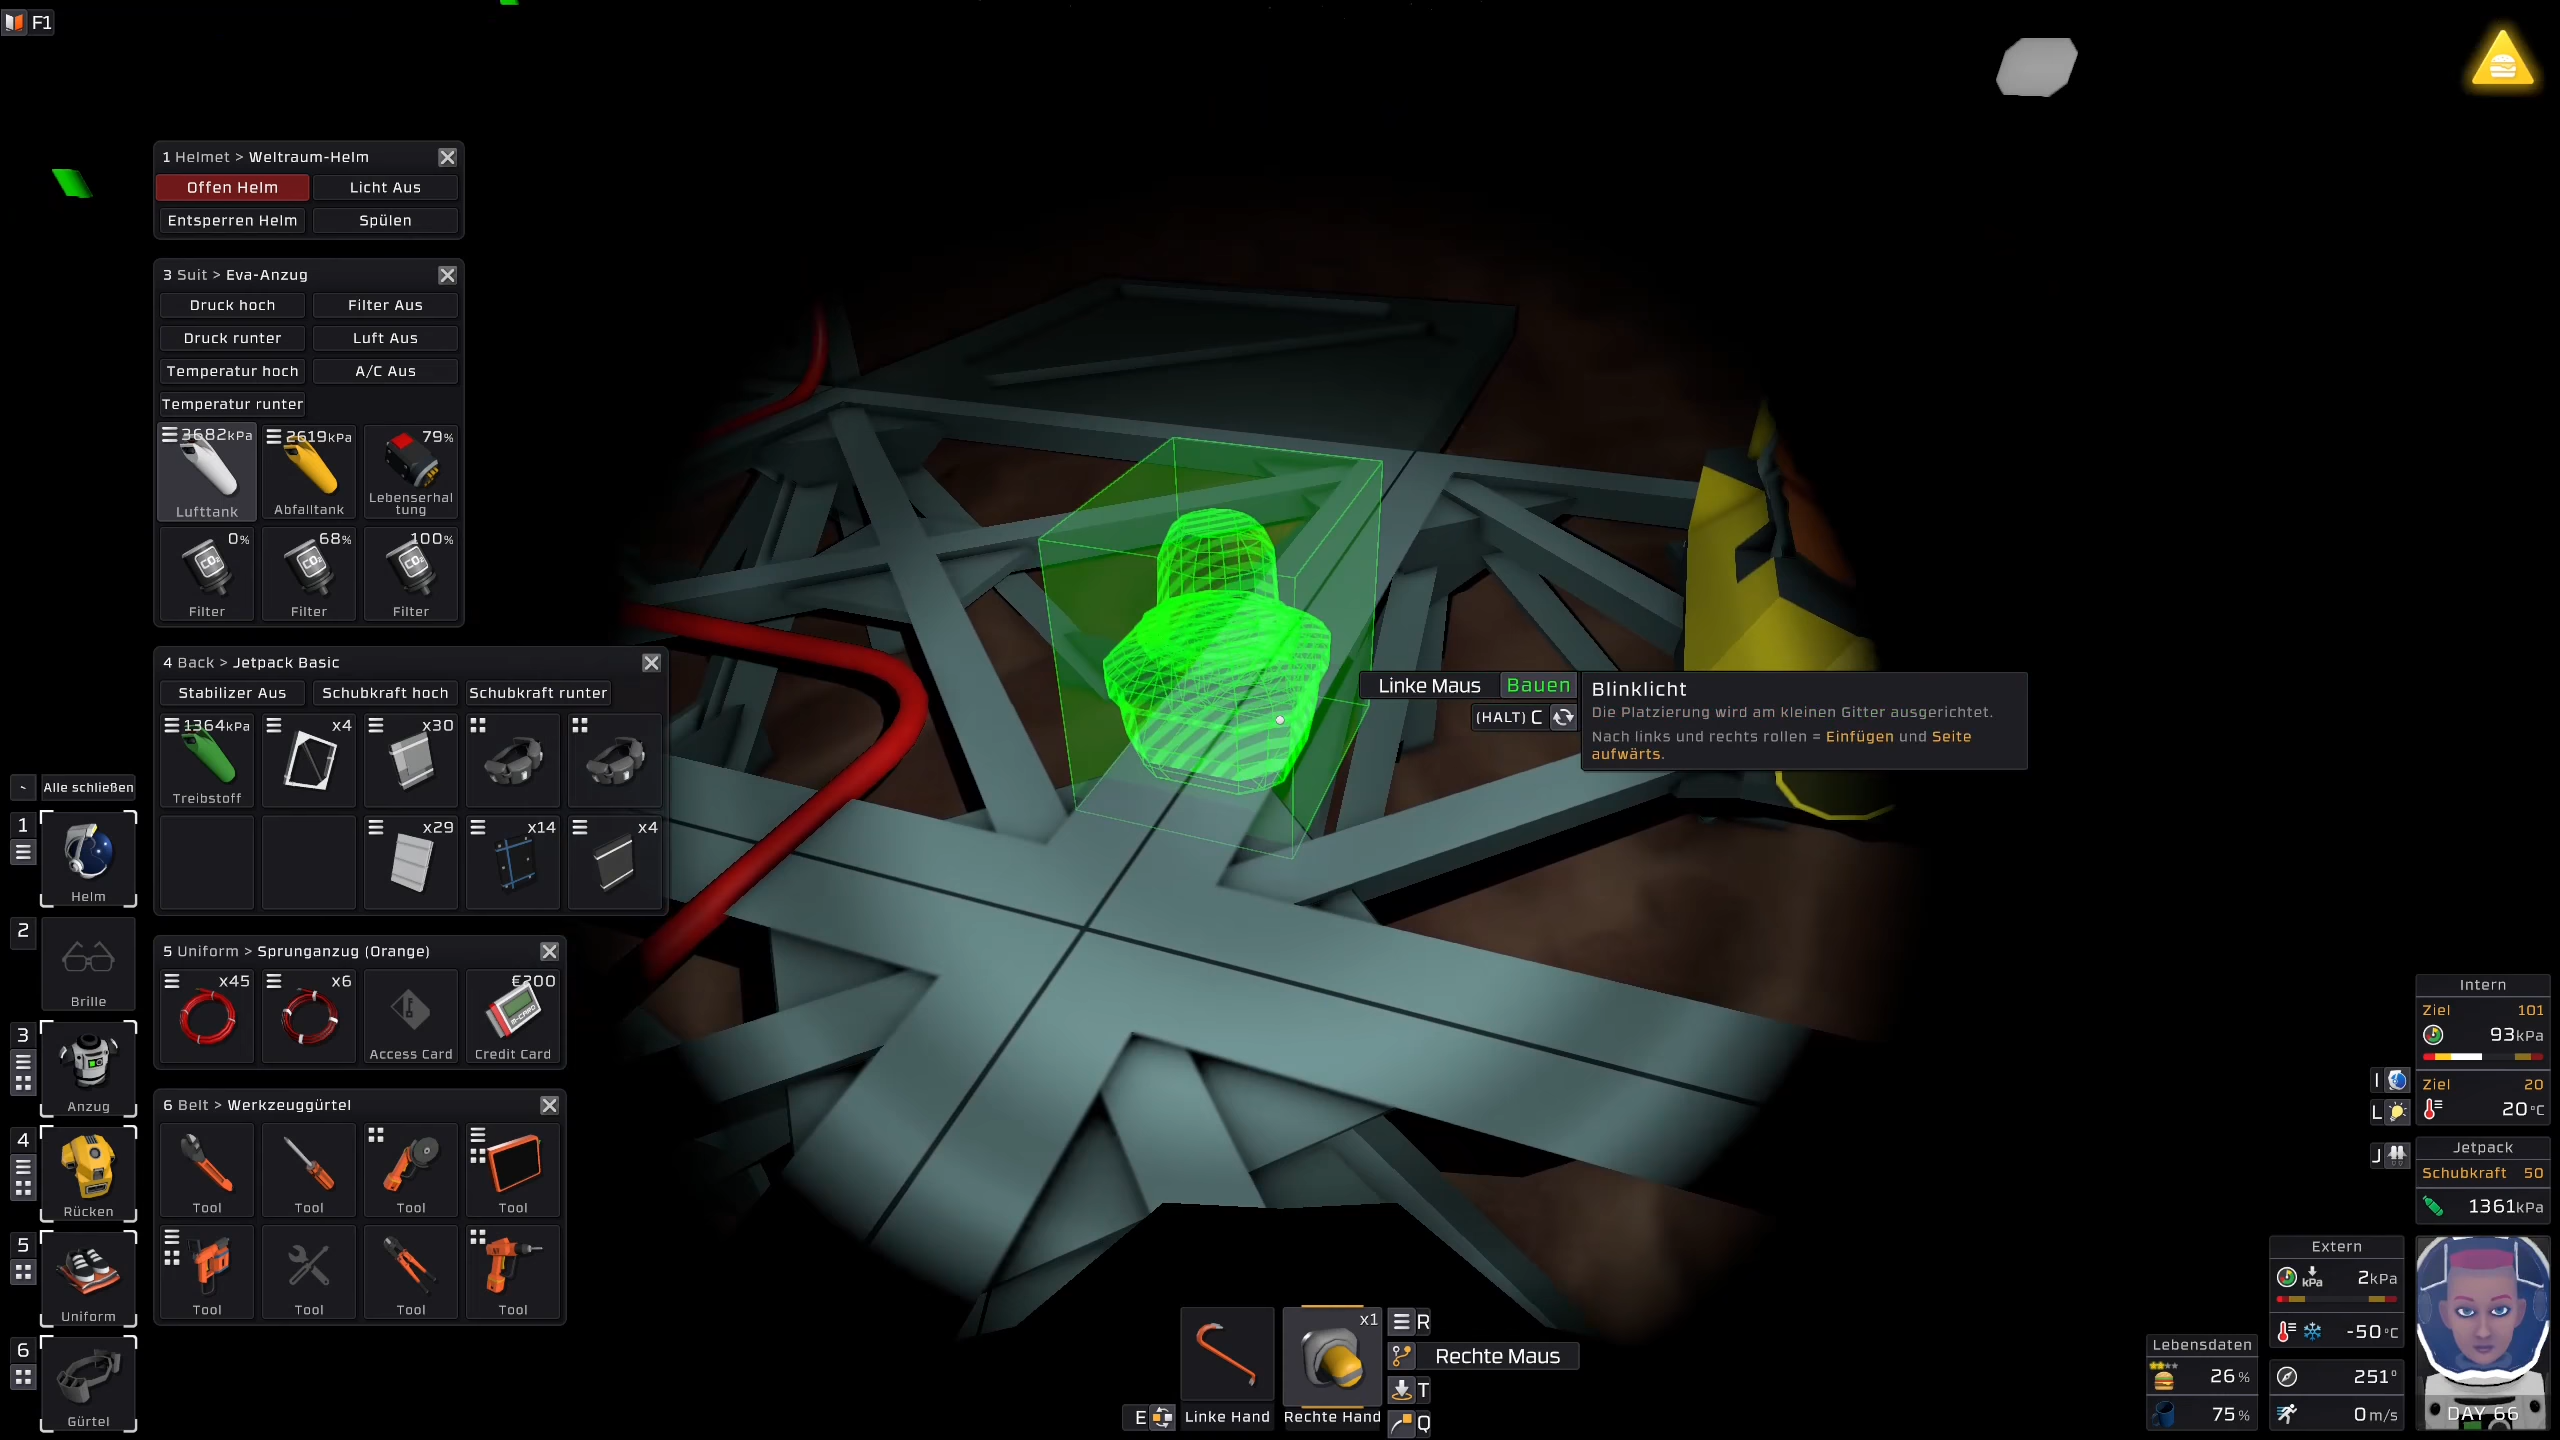 F1
1 Helmet > Weltraum-Helm
Offen Helm
Licht Aus
Entsperren Helm
Spülen
3 Suit > Eva-Anzug
Druck hoch
Filter Aus
Druck runter
Luft Aus
Temperatur hoch
A/C Aus
Temperatur runter
3682kPa
2619kPa
79%
Lufttank
Abfalltank
Lebenserhal
tung
0%
68%
100%
CO2
CO2
CO2
Filter
Filter
Filter
4 Back > Jetpack Basic
Stabilizer Aus
Schubkraft hoch
Schubkraft runter
1364kPa
x4
x30
Treibstoff
x29
x14
x4
5 Uniform > Sprunganzug (Orange)
x45
x6
€200
Access Card
Credit Card
6 Belt > Werkzeuggürtel
Tool
Tool
Tool
Tool
Tool
Tool
Tool
Tool
~
Alle schließen
1
Helm
2
Brille
3
Anzug
4
Rücken
5
Uniform
6
Gürtel
Linke Maus
Bauen
(HALT) C
Blinklicht
Die Platzierung wird am kleinen Gitter ausgerichtet.
Nach links und rechts rollen = Einfügen und Seite
aufwärts.
x1
R
Rechte Maus
T
E
Linke Hand
Rechte Hand
Q
Intern
Ziel 101
93kPa
I
Ziel 20
L
20°C
Jetpack
J
Schubkraft 50
1361kPa
Extern
kPa
2kPa
-50°C
251°
0m/s
Lebensdaten
26%
75%
DAY 66